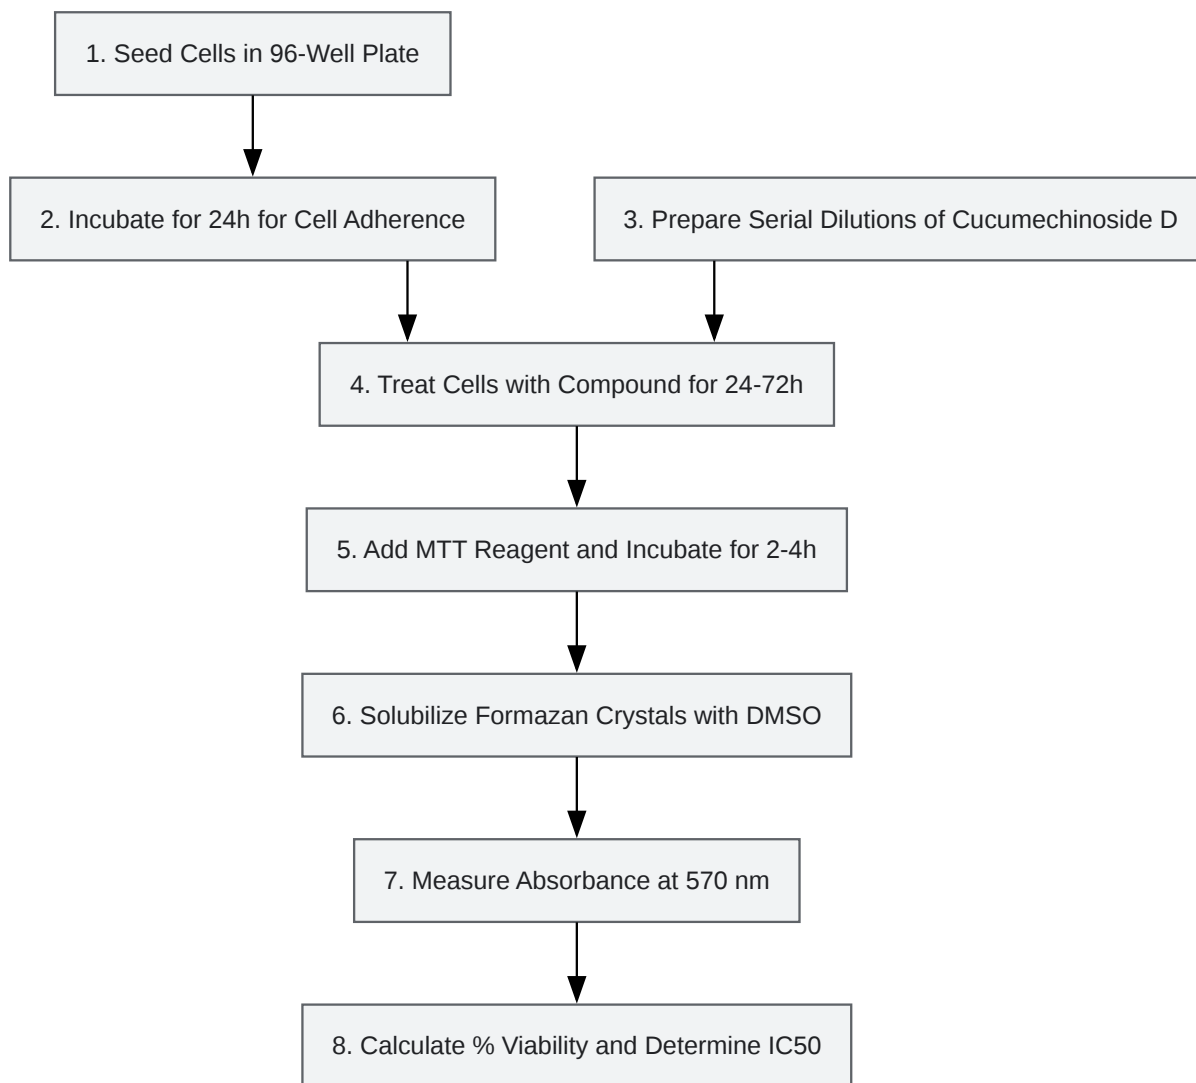 1. Seed Cells in 96-Well Plate
2. Incubate for 24h for Cell Adherence
3. Prepare Serial Dilutions of Cucumechinoside D
4. Treat Cells with Compound for 24-72h
5. Add MTT Reagent and Incubate for 2-4h
6. Solubilize Formazan Crystals with DMSO
7. Measure Absorbance at 570 nm
8. Calculate % Viability and Determine IC50